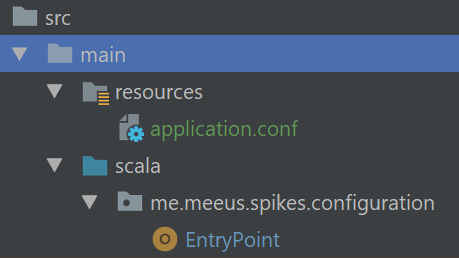 src
main
resources
application.conf
scala
me.meeus.spikes.configuration
O EntryPoint